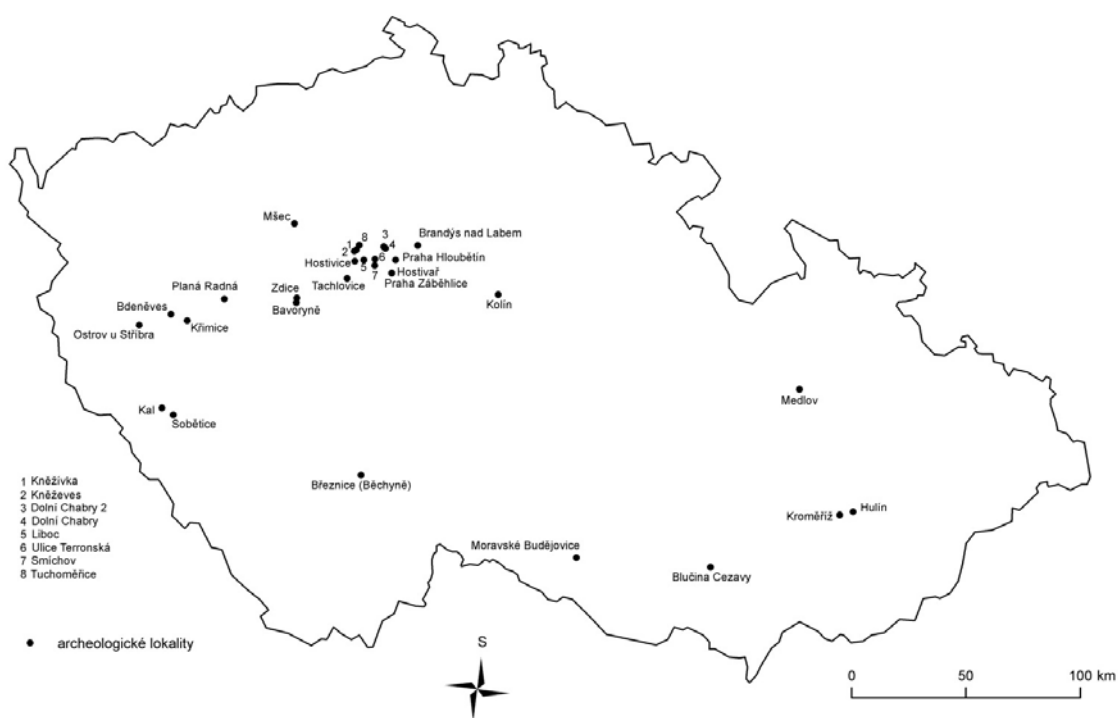 Mšec
1
8
3
Brandýs nad Labem
2
4
Hostivice
5
6
Praha Hloubětín
7
Hostivař
Tachlovice
Praha Záběhlice
Planá Radná
Zdice
Kolín
Bdeněves
Bavoryně
Ostrov u Stříbra
Křimice
Medlov
Kal
Sobětice
Březnice (Běchyně)
1 Kněžívka
2 Kněževes
3 Dolní Chabry 2
4 Dolní Chabry
5 Liboc
6 Ulice Terronská
7 Smíchov
8 Tuchoměřice
Kroměříž
Hulín
Moravské Budějovice
Blučina Cezavy
archeologické lokality
S
0 50 100 km